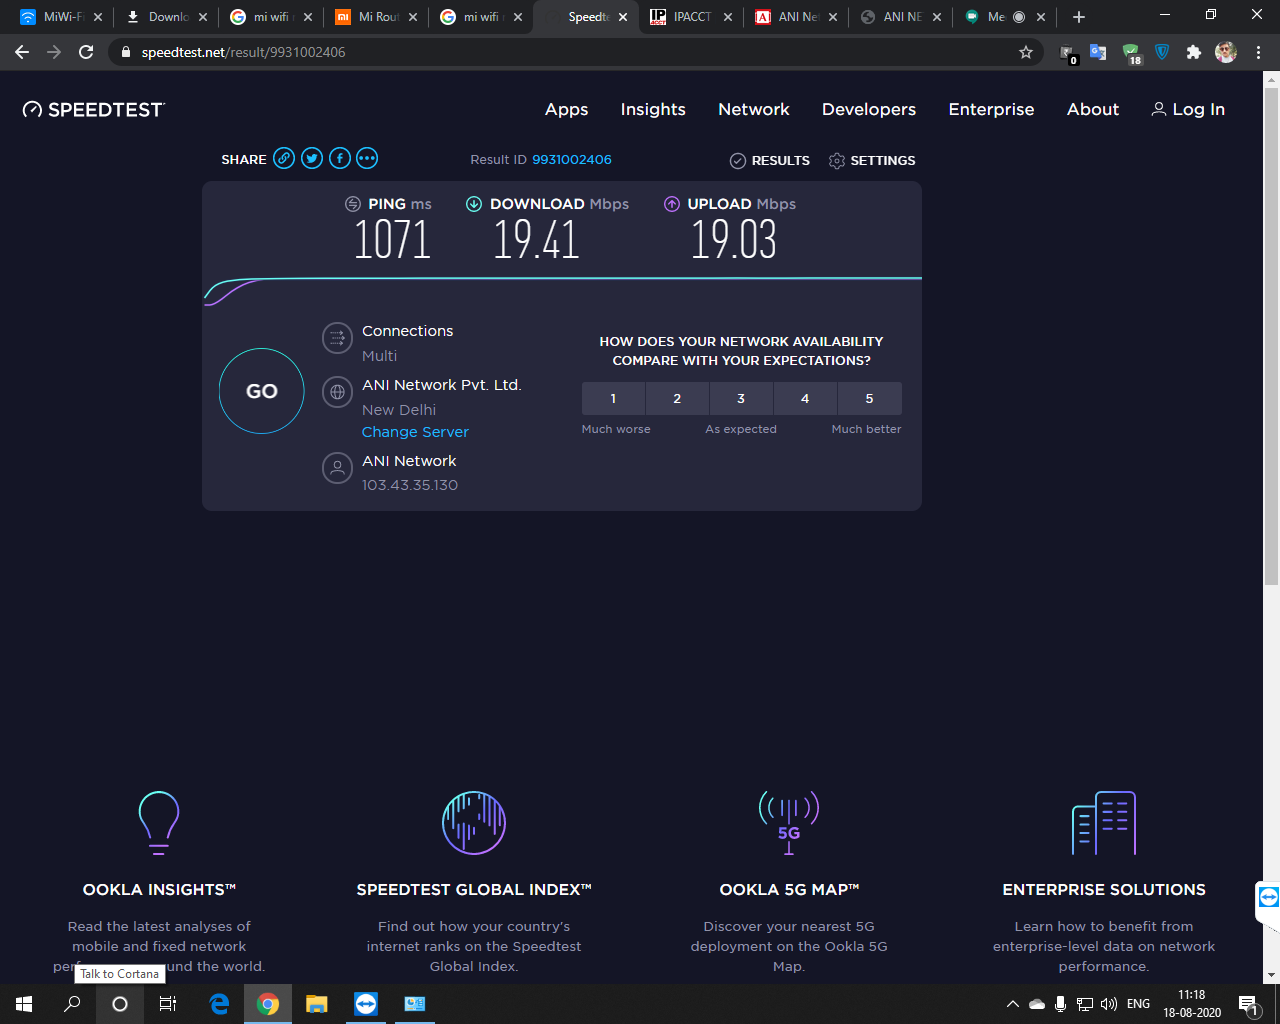 MiWi-Fi
Downlo
mi wifi
Mi Rout
mi wifi
Speedte
IPACCT
ANI Ne
ANI NE
Me
speedtest.net/result/9931002406
0
18
SPEEDTEST
Apps
Insights
Network
Developers
Enterprise
About
Log In
SHARE
Result ID 9931002406
RESULTS
SETTINGS
PING ms
DOWNLOAD Mbps
UPLOAD Mbps
1071
19.41
19.03
GO
Connections
Multi
ANI Network Pvt. Ltd.
New Delhi
Change Server
ANI Network
103.43.35.130
HOW DOES YOUR NETWORK AVAILABILITY
COMPARE WITH YOUR EXPECTATIONS?
1 2 3 4 5
Much worse As expected Much better
5G
OOKLA INSIGHTS™
Read the latest analyses of
mobile and fixed network
und the world.
SPEEDTEST GLOBAL INDEX™
Find out how your country's
internet ranks on the Speedtest
Global Index.
OOKLA 5G MAP™
Discover your nearest 5G
deployment on the Ookla 5G
Map.
ENTERPRISE SOLUTIONS
Learn how to benefit from
enterprise-level data on network
performance.
Talk to Cortana
ENG
11:18
18-08-2020
1